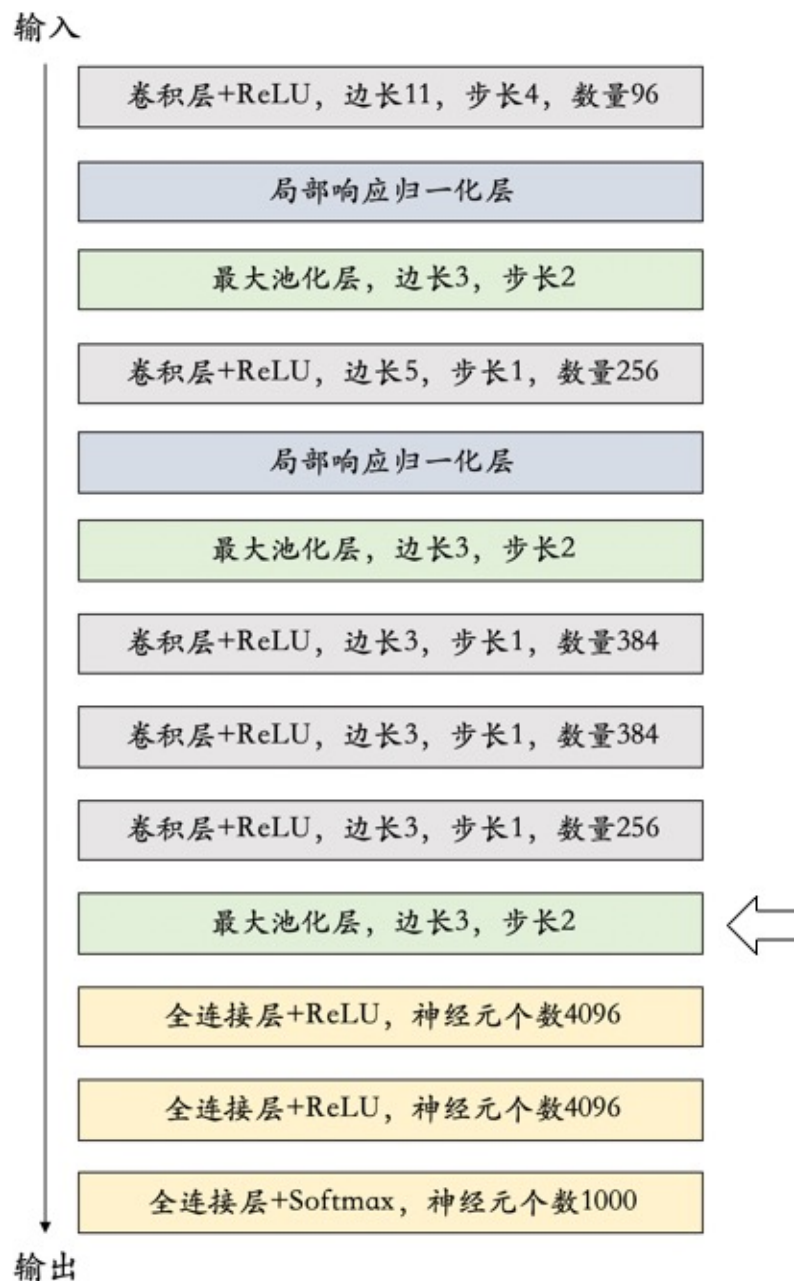 输入
卷积层+ReLU，边长11，步长4，数量96
局部响应归一化层
最大池化层，边长3，步长2
卷积层+ReLU，边长5，步长1，数量256
局部响应归一化层
最大池化层，边长3，步长2
卷积层+ReLU，边长3，步长1，数量384
卷积层+ReLU，边长3，步长1，数量384
卷积层+ReLU，边长3，步长1，数量256
最大池化层，边长3，步长2
全连接层+ReLU，神经元个数4096
全连接层+ReLU，神经元个数4096
全连接层+Softmax，神经元个数1000
输出